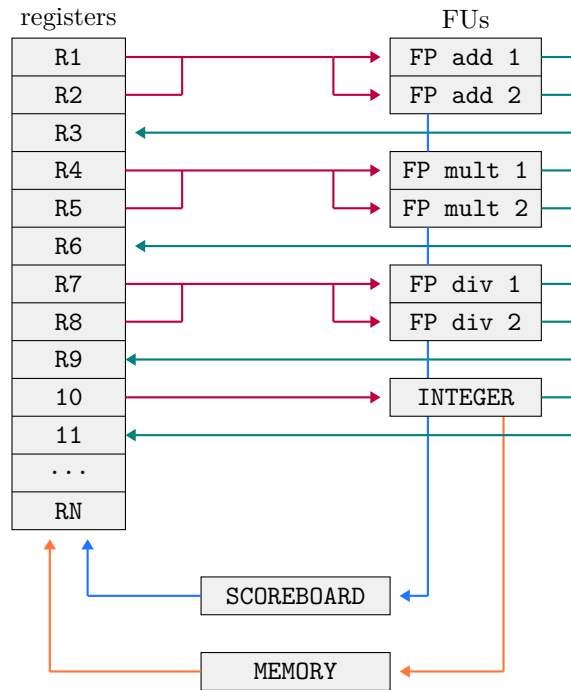 registers
R1
R2
R3
R4
R5
R6
R7
R8
R9
10
11
...
RN
FUs
FP add 1
FP add 2
FP mult 1
FP mult 2
FP div 1
FP div 2
INTEGER
SCOREBOARD
MEMORY